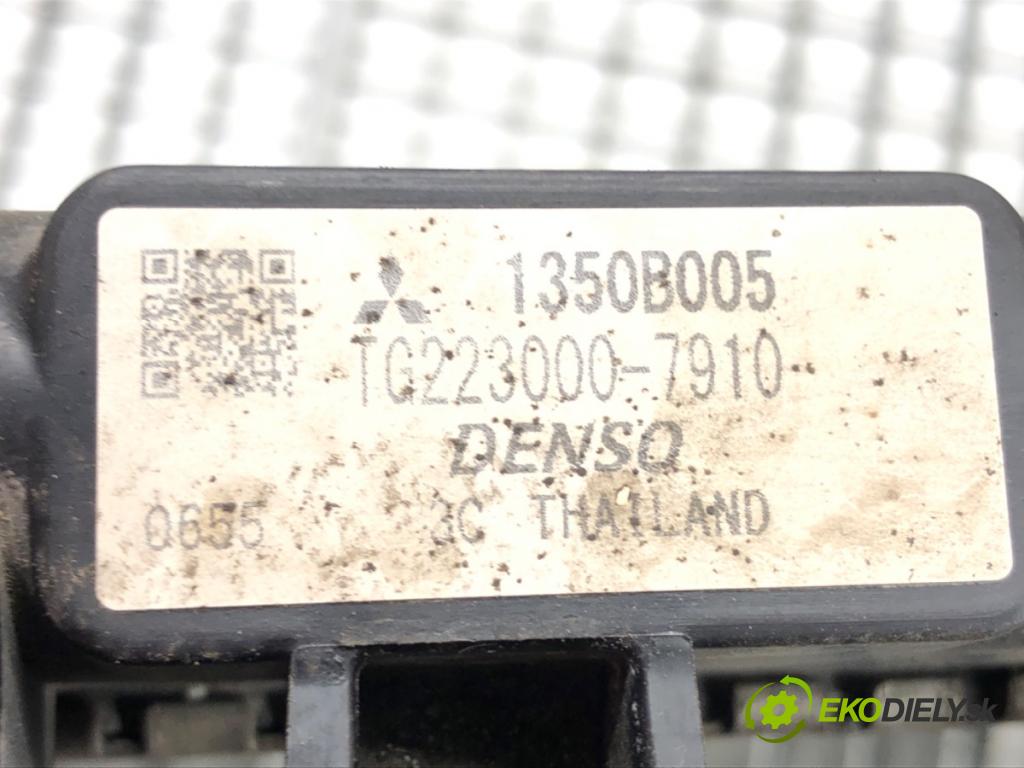 1350B005
TG223000-7910
DENSO
0655 3C THAILAND
EKODIELY.sk